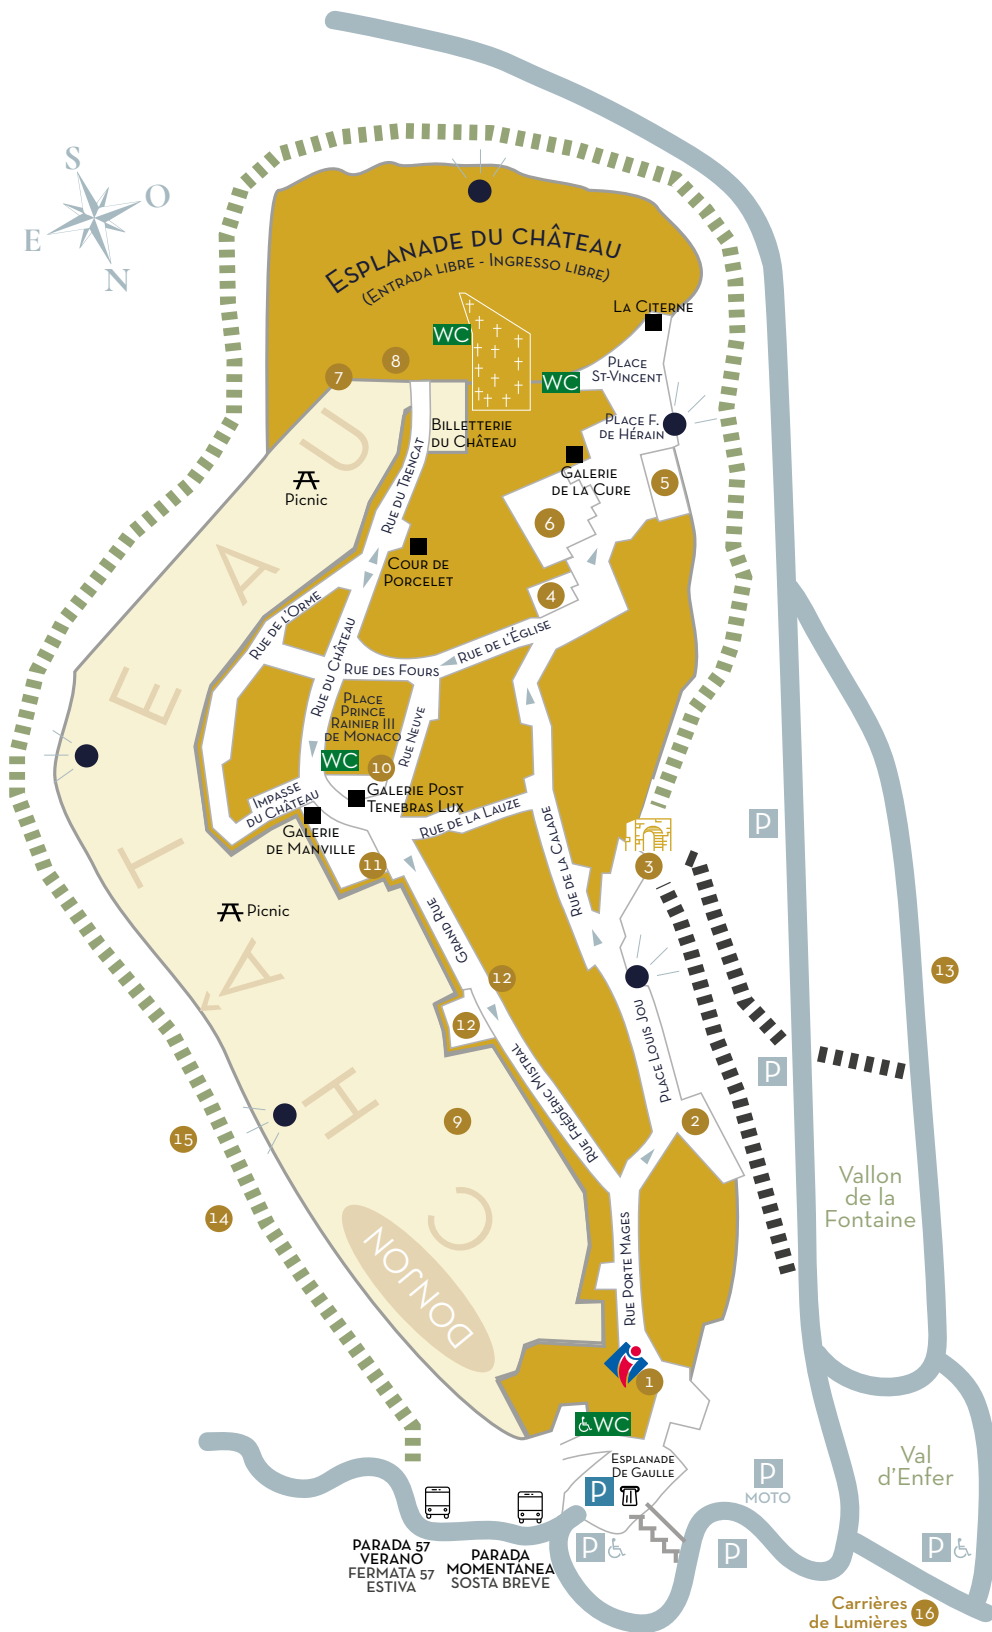 S
O
E
N
ESPLANADE DU CHÂTEAU
(ENTRADA LIBRE - INGRESSO LIBRE)
LA CITERNE
WC
PLACE
ST-VINCENT
WC
8
7
PLACE F.
DE HÉRAIN
BILLETTERIE
DU CHÂTEAU
RUE DU TRENCAT
GALERIE
DE LA CURE
5
Picnic
6
COUR DE
PORCELET
4
RUE DE L'ORME
RUE DU CHÂTEAU
RUE DE L'ÉGLISE
RUE DES FOURS
PLACE
PRINCE
RAINIER III
DE MONACO
RUE NEUVE
WC
10
GALERIE POST
TENEBRAS LUX
IMPASSE
DU CHÂTEAU
RUE DE LA LAUZE
GALERIE
DE MANVILLE
RUE DE LA CALADE
P
3
11
Picnic
GRAND RUE
CHÂTEAU
12
12
13
PLACE LOUIS JOU
P
RUE FRÉDÉRIC MISTRAL
9
2
15
14
Vallon
de la
Fontaine
DONJON
RUE PORTE MAGES
1
WC
ESPLANADE
DE GAULLE
P
Val
d'Enfer
P
MOTO
PARADA 57
VERANO
FERMATA 57
ESTIVA
PARADA
MOMENTÁNEA
SOSTA BREVE
P
P
P
Carrières
de Lumières
16